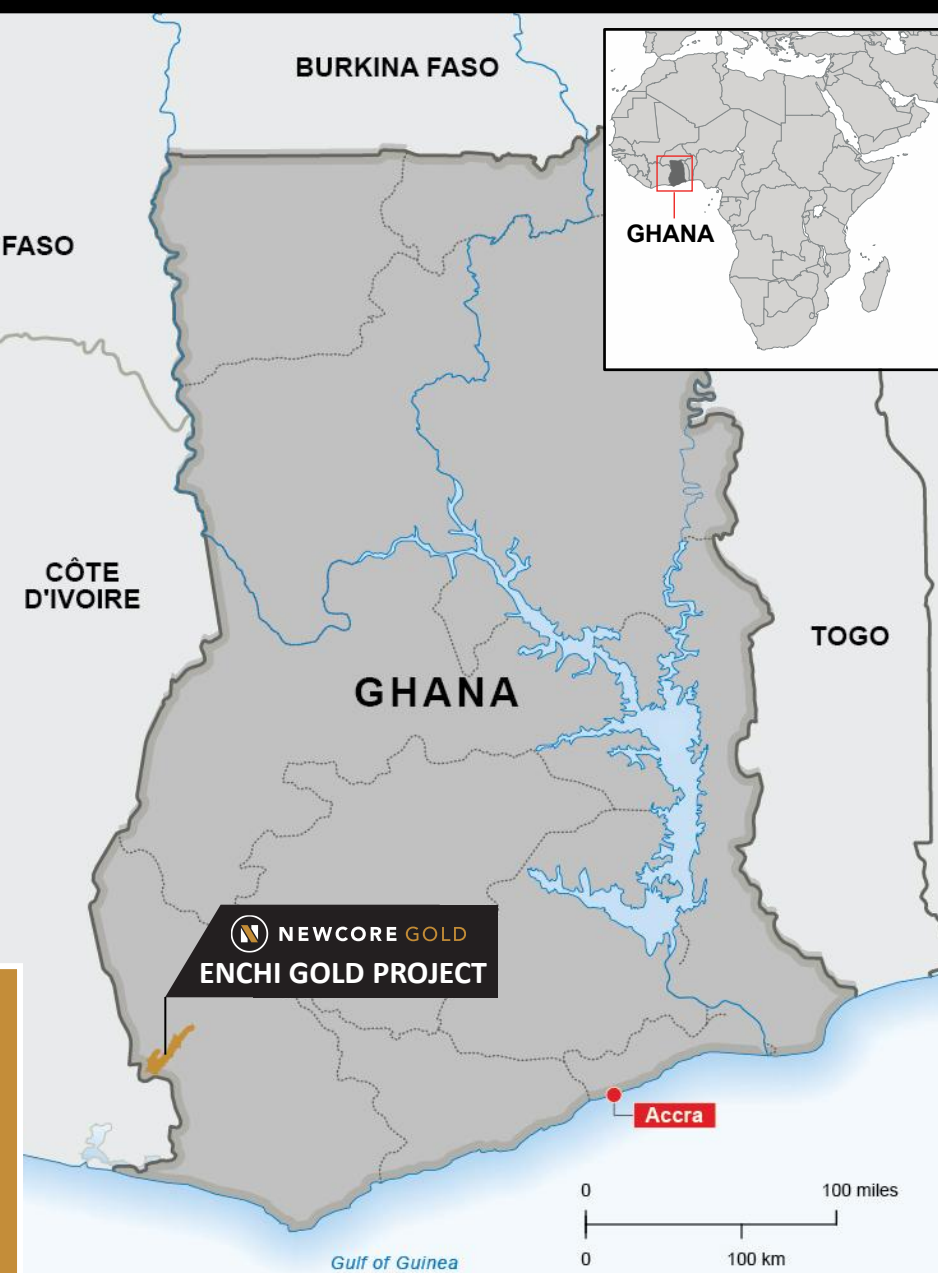 BURKINA FASO
GHANA
FASO
CÔTE
D'IVOIRE
TOGO
GHANA
N NEWCORE GOLD
ENCHI GOLD PROJECT
Accra
0 100 miles
0 100 km
Gulf of Guinea